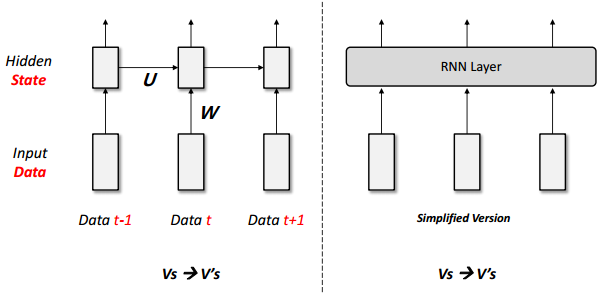 Hidden
State
U
W
Input
Data
Data t-1
Data t
Data t+1
Vs → V's
RNN Layer
Simplified Version
Vs → V's